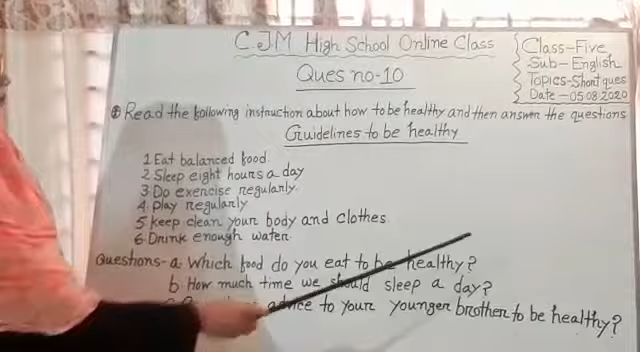 C.J.M High School Online Class
Class-Five
Sub-English
Topics-Short ques
Date-05.08.2020
Ques no-10
Read the following instruction about how to be healthy and then answer the questions
Guidelines to be healthy
1. Eat balanced food.
2. Sleep eight hours a day
3. Do exercise regularly.
4. Play regularly
5. Keep clean your body and clothes.
6. Drink enough water.
Questions-a. Which food do you eat to be healthy?
b. How much time we should sleep a day?
advice to your younger brother to be healthy?